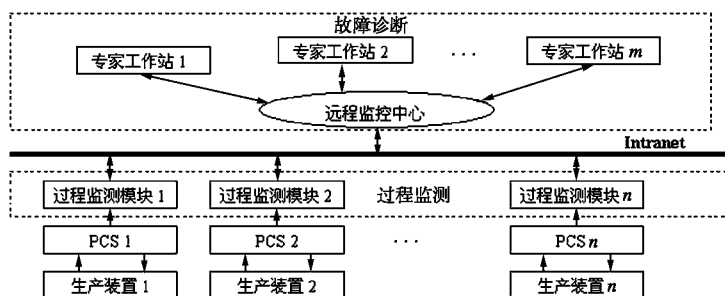 故障诊断
专家工作站 1
专家工作站 2
· · ·
专家工作站 m
远程监控中心
Intranet
过程监测模块 1
过程监测模块 2
过程监测
过程监测模块 n
PCS 1
PCS 2
· · ·
PCS n
生产装置 1
生产装置 2
生产装置 n